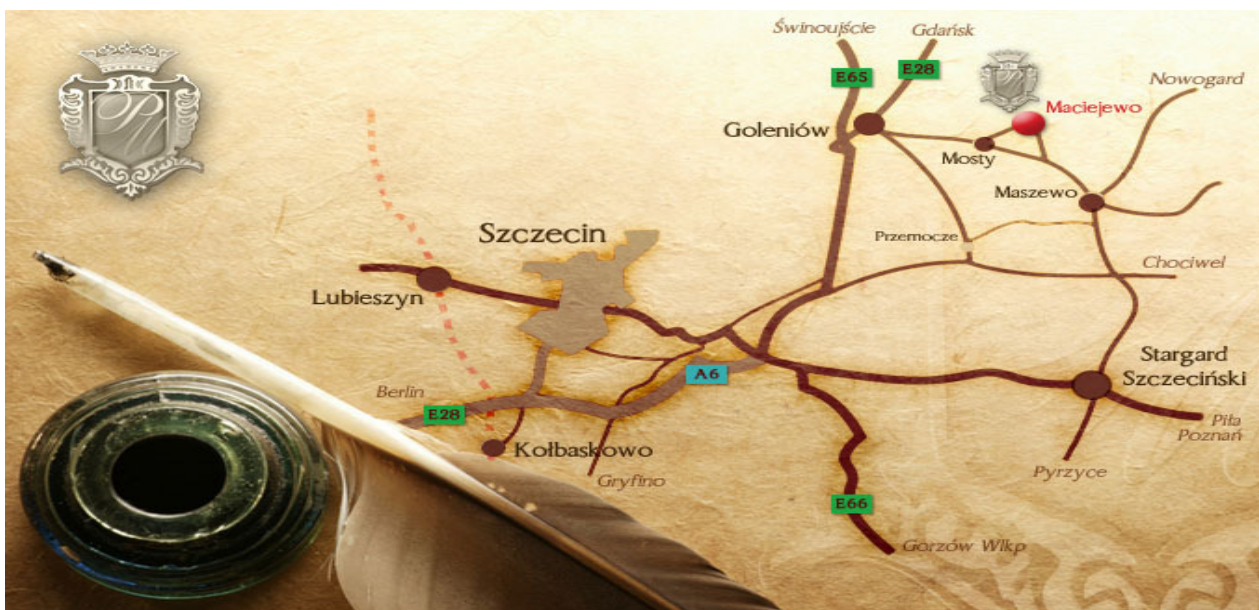 Świnoujście
Gdańsk
E65
E28
Nowogard
Maciejewo
Goleniów
Mosty
Maszewo
Szczecin
Przemocze
Chociwel
Lubieszyn
Stargard
Szczeciński
A6
Berlin
E28
Piła
Poznań
Kołbaskowo
Gryfino
Pyrzyce
E66
Gorzów Wlkp
PM